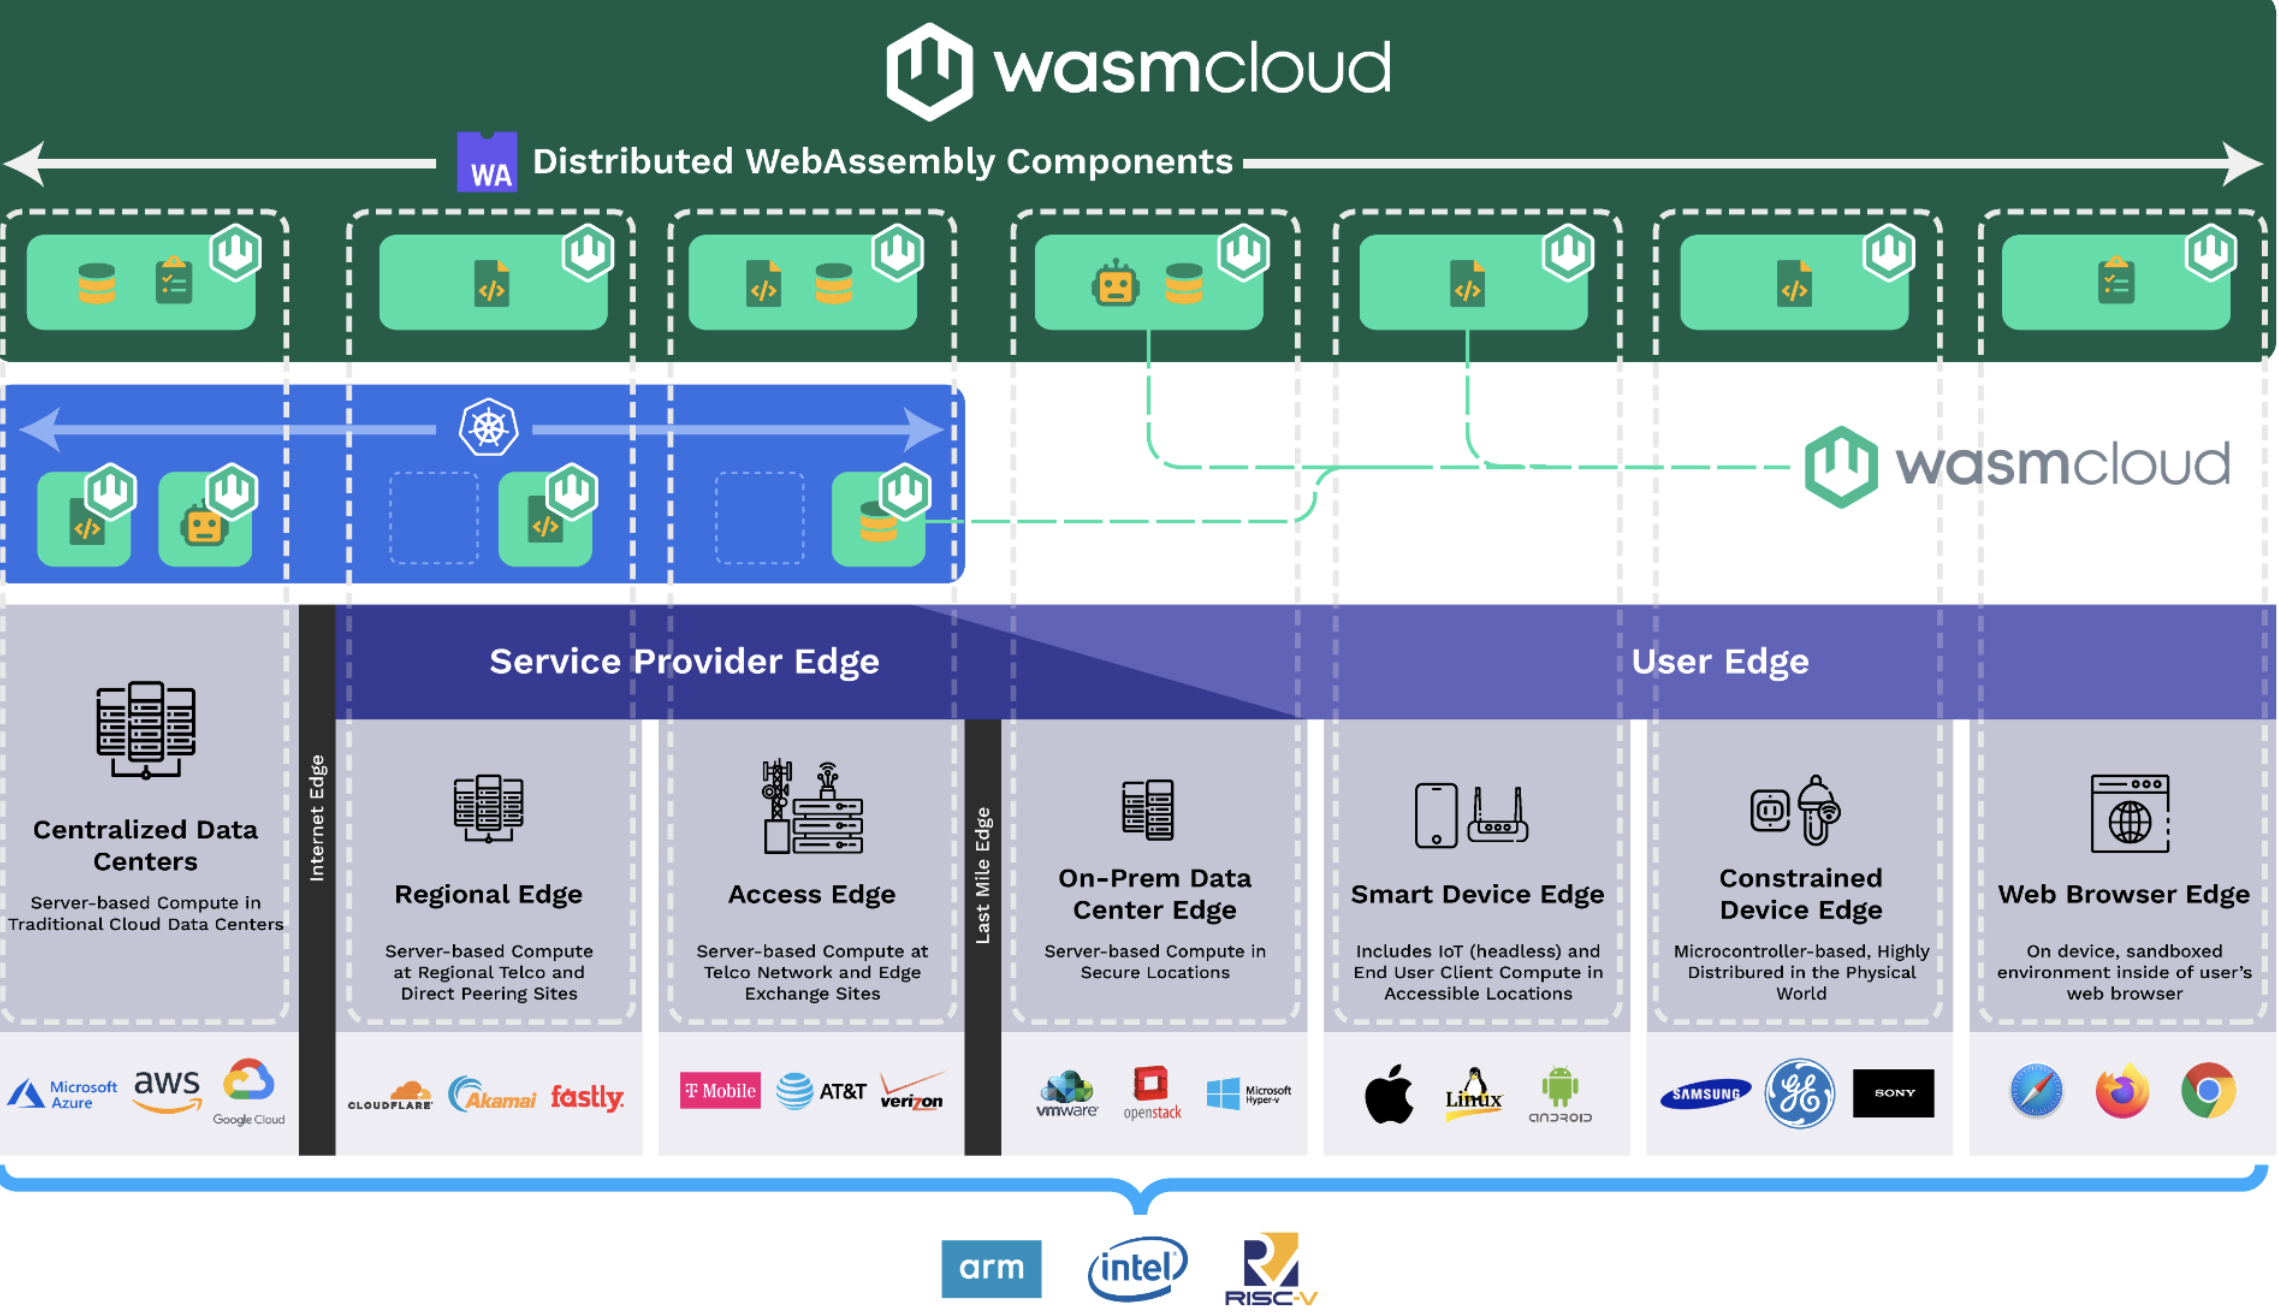 wasmcloud
WA
Distributed WebAssembly Components
</>
</>
</>
</>
wasmcloud
</>
</>
Service Provider Edge
User Edge
Centralized Data
Centers
Server-based Compute in
Traditional Cloud Data Centers
Internet Edge
Regional Edge
Server-based Compute
at Regional Telco and
Direct Peering Sites
Access Edge
Server-based Compute at
Telco Network and Edge
Exchange Sites
Last Mile Edge
On-Prem Data
Center Edge
Server-based Compute in
Secure Locations
Smart Device Edge
Includes IoT (headless) and
End User Client Compute in
Accessible Locations
Constrained
Device Edge
Microcontroller-based, Highly
Distribured in the Physical
World
Web Browser Edge
On device, sandboxed
environment inside of user's
web browser
Microsoft
Azure
aws
Google Cloud
CLOUDFLARE
Akamai
fastly.
T Mobile
AT&T
verizon
vmware
openstack
Microsoft
Hyper-v
Linux
ANDROID
SAMSUNG
GE
SONY
arm
intel
RISC-V